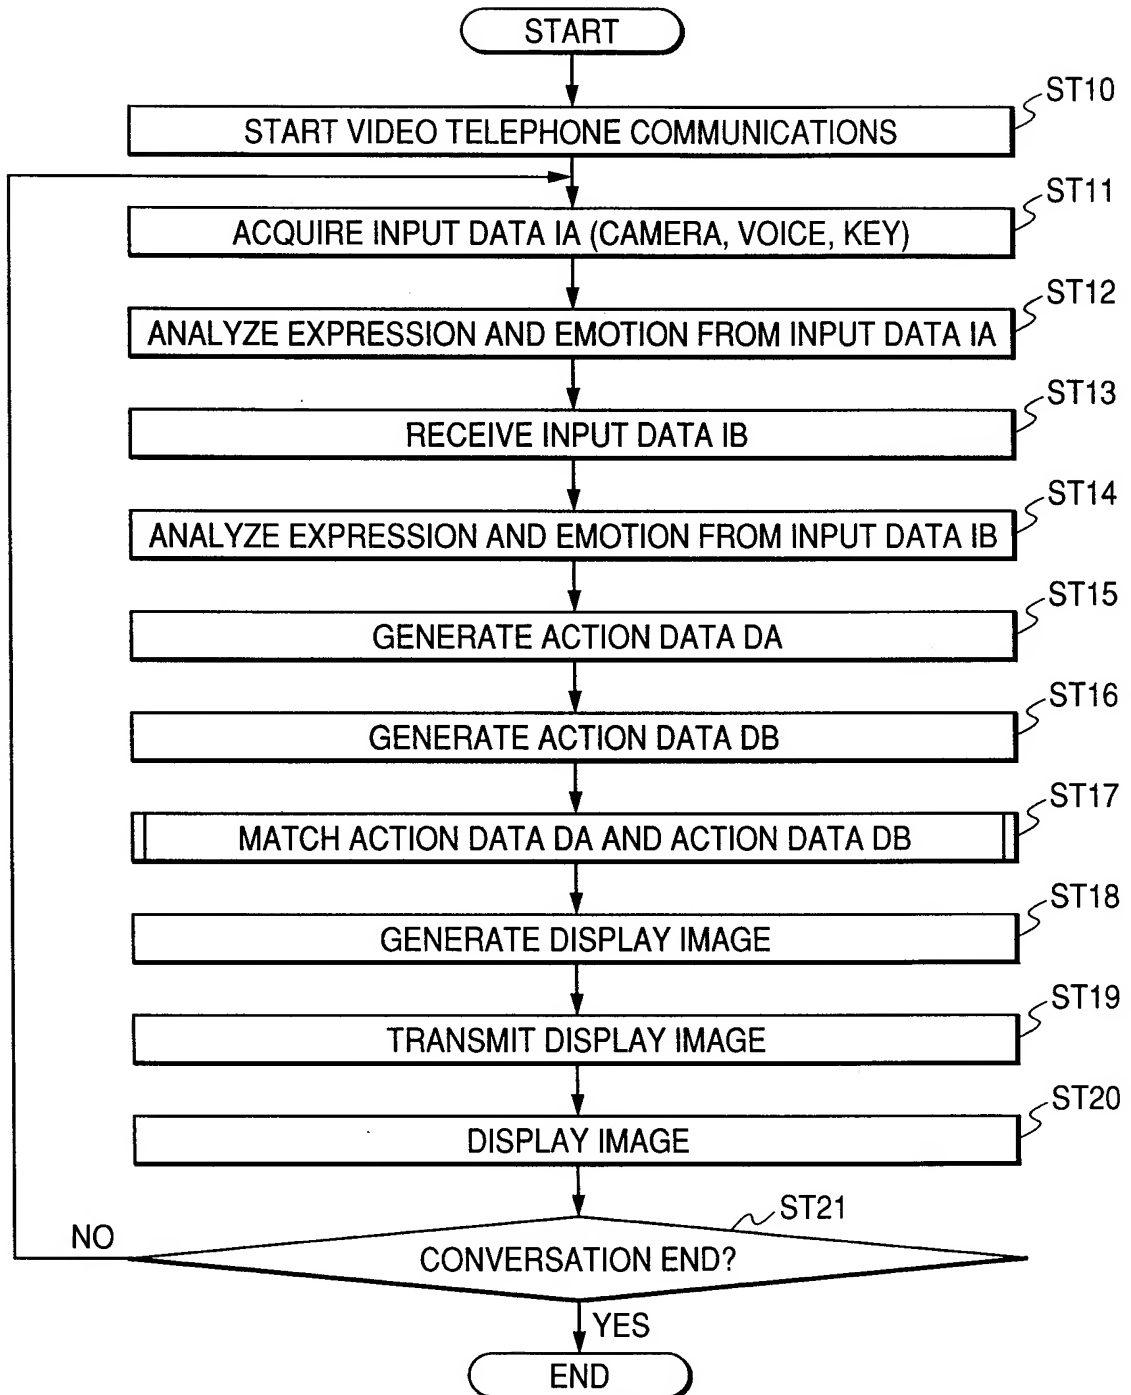 START
ST10
START VIDEO TELEPHONE COMMUNICATIONS
ST11
ACQUIRE INPUT DATA IA (CAMERA, VOICE, KEY)
ST12
ANALYZE EXPRESSION AND EMOTION FROM INPUT DATA IA
ST13
RECEIVE INPUT DATA IB
ST14
ANALYZE EXPRESSION AND EMOTION FROM INPUT DATA IB
ST15
GENERATE ACTION DATA DA
ST16
GENERATE ACTION DATA DB
ST17
MATCH ACTION DATA DA AND ACTION DATA DB
ST18
GENERATE DISPLAY IMAGE
ST19
TRANSMIT DISPLAY IMAGE
ST20
DISPLAY IMAGE
ST21
NO
CONVERSATION END?
YES
END